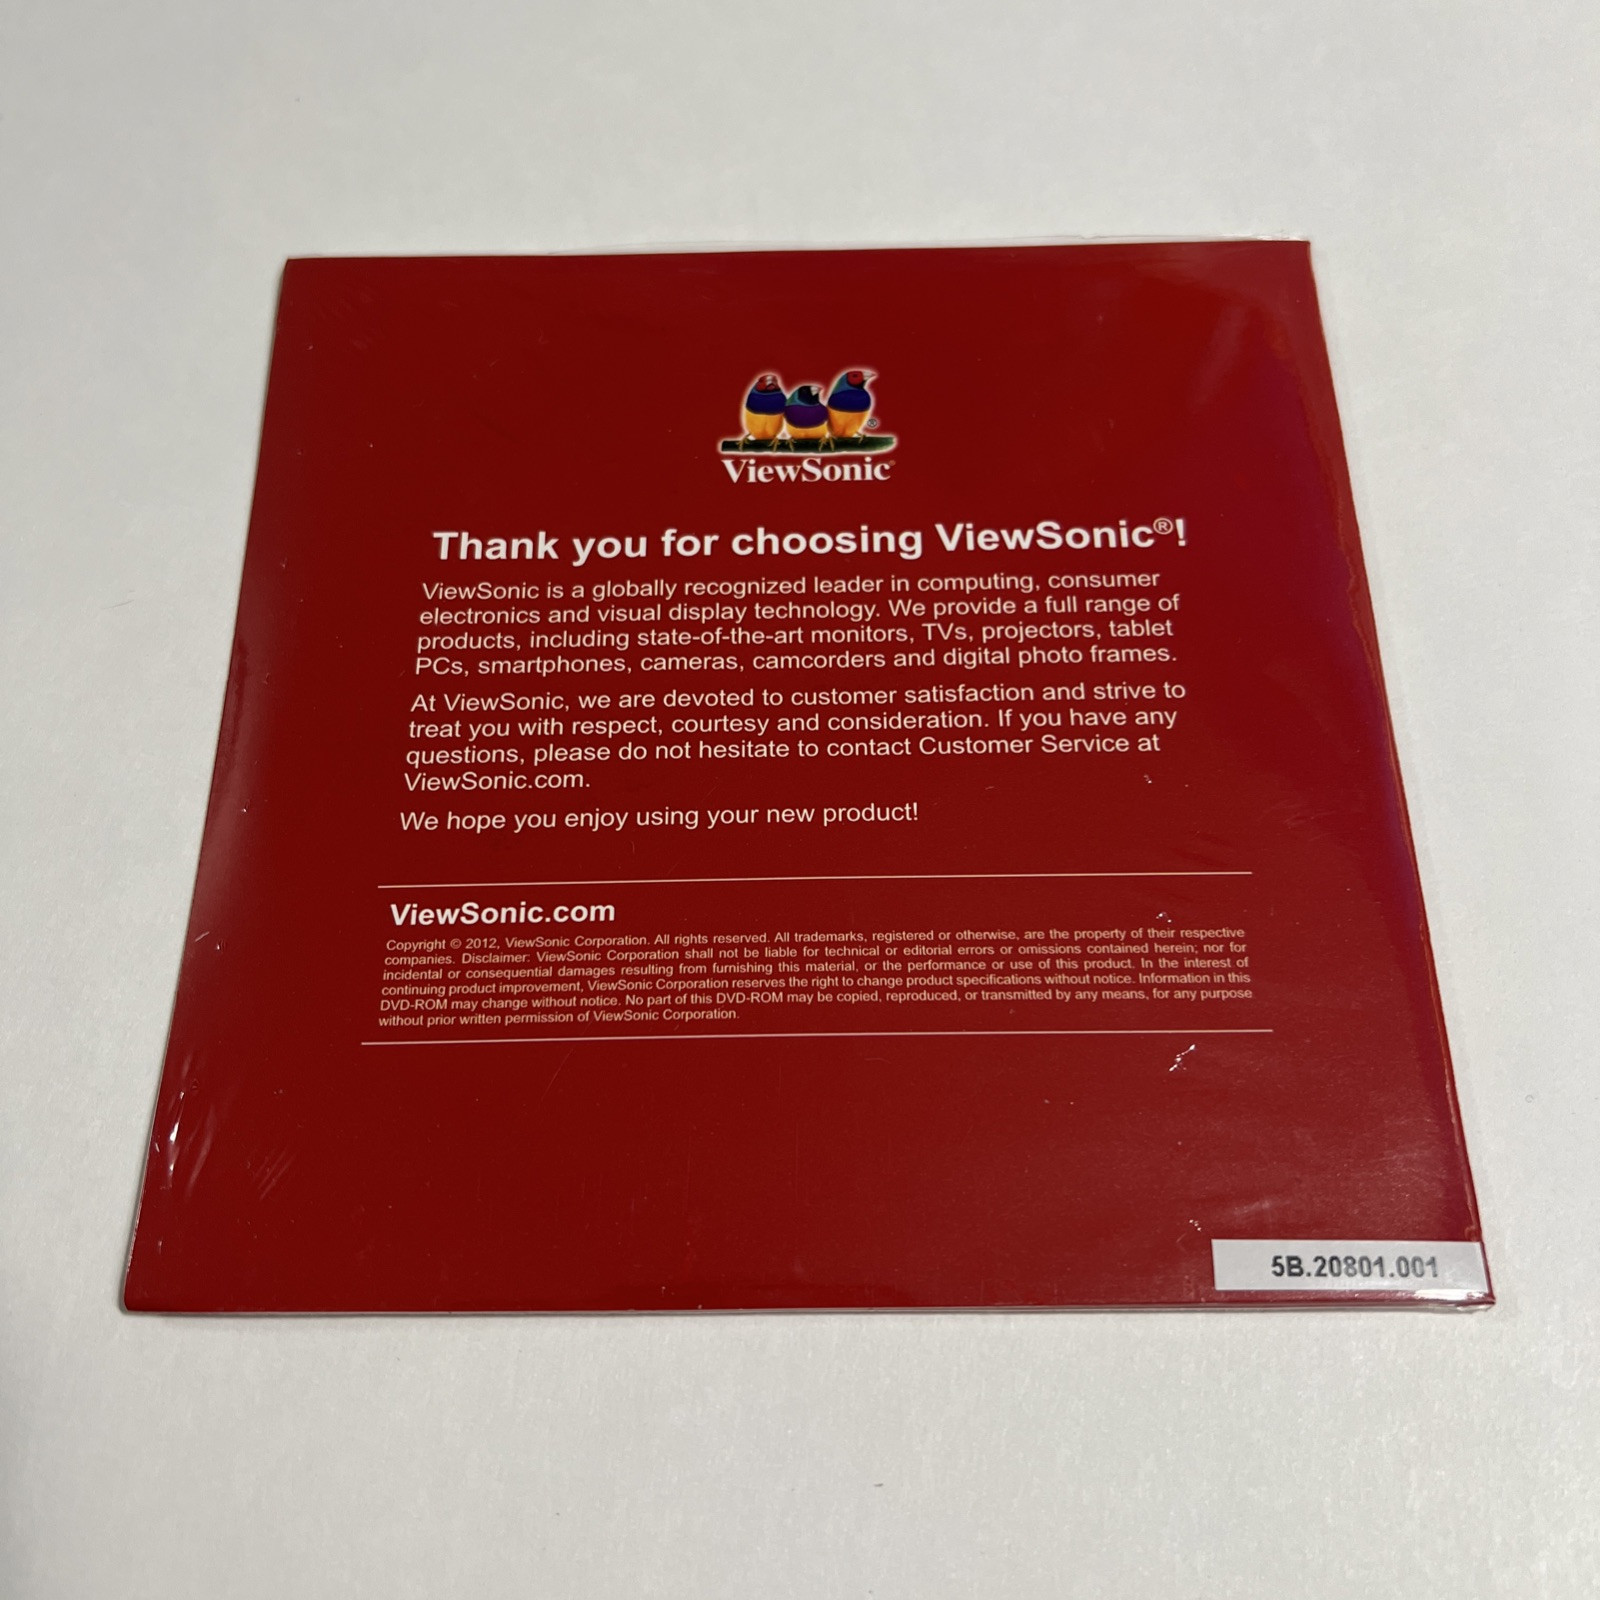 ViewSonic®
Thank you for choosing ViewSonic®!
ViewSonic is a globally recognized leader in computing, consumer
electronics and visual display technology. We provide a full range of
products, including state-of-the-art monitors, TVs, projectors, tablet
PCs, smartphones, cameras, camcorders and digital photo frames.
At ViewSonic, we are devoted to customer satisfaction and strive to
treat you with respect, courtesy and consideration. If you have any
questions, please do not hesitate to contact Customer Service at
ViewSonic.com.
We hope you enjoy using your new product!
ViewSonic.com
Copyright © 2012, ViewSonic Corporation. All rights reserved. All trademarks, registered or otherwise, are the property of their respective
companies. Disclaimer: ViewSonic Corporation shall not be liable for technical or editorial errors or omissions contained herein; nor for
incidental or consequential damages resulting from furnishing this material, or the performance or use of this product. In the interest of
continuing product improvement, ViewSonic Corporation reserves the right to change product specifications without notice. Information in this
DVD-ROM may change without notice. No part of this DVD-ROM may be copied, reproduced, or transmitted by any means, for any purpose
without prior written permission of ViewSonic Corporation.
5B.20801.001